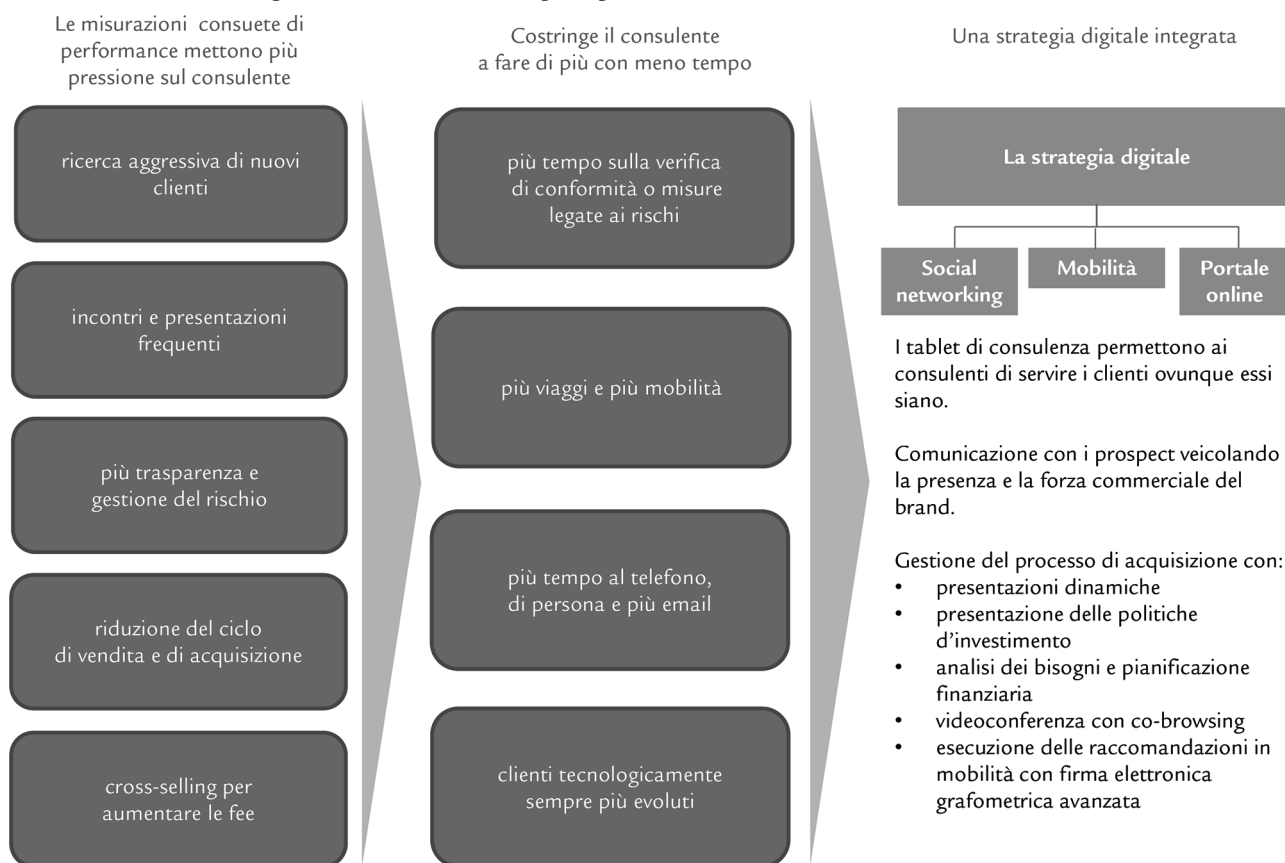 Le misurazioni consuete di
performance mettono più
pressione sul consulente
ricerca aggressiva di nuovi
clienti
incontri e presentazioni
frequenti
più trasparenza e
gestione del rischio
riduzione del ciclo
di vendita e di acquisizione
cross-selling per
aumentare le fee
Costringe il consulente
a fare di più con meno tempo
più tempo sulla verifica
di conformità o misure
legate ai rischi
più viaggi e più mobilità
più tempo al telefono,
di persona e più email
clienti tecnologicamente
sempre più evoluti
Una strategia digitale integrata
La strategia digitale
Social
networking
Mobilità
Portale
online
I tablet di consulenza permettono ai
consulenti di servire i clienti ovunque essi
siano.
Comunicazione con i prospect veicolando
la presenza e la forza commerciale del
brand.
Gestione del processo di acquisizione con:
• presentazioni dinamiche
• presentazione delle politiche
d’investimento
• analisi dei bisogni e pianificazione
finanziaria
• videoconferenza con co-browsing
• esecuzione delle raccomandazioni in
mobilità con firma elettronica
grafometrica avanzata